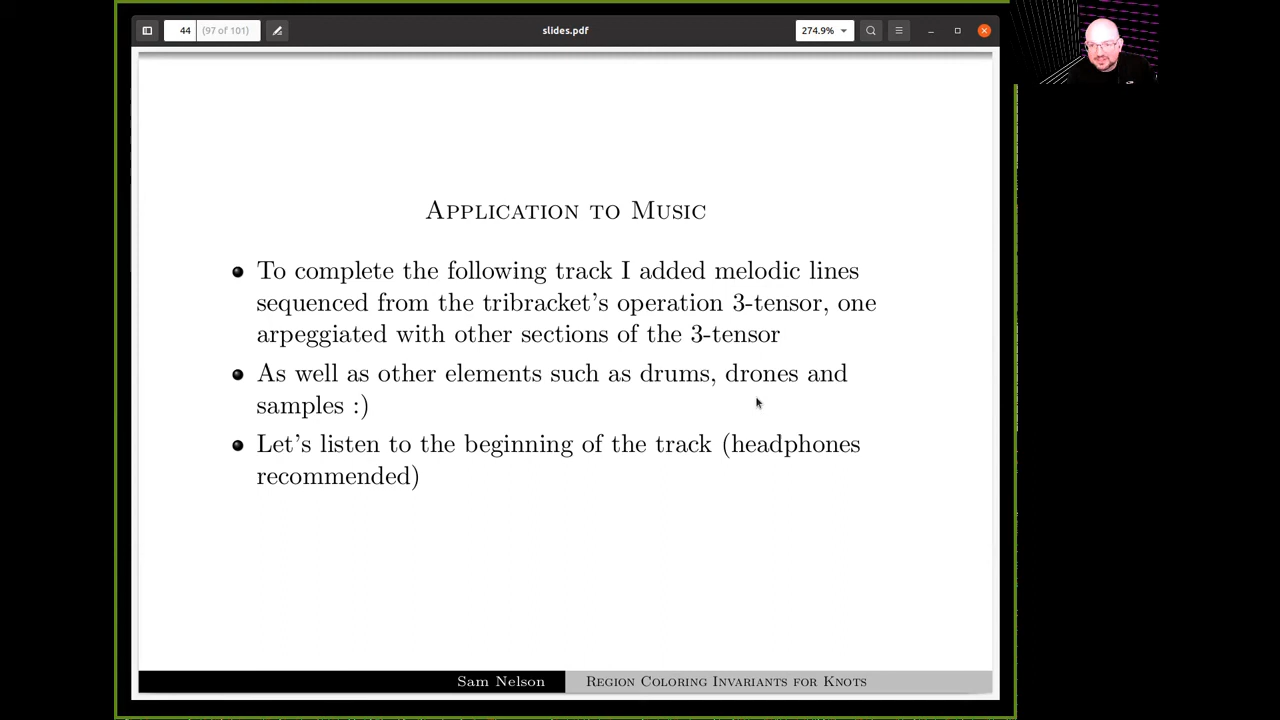 44 (97 of 101) slides.pdf 274.9%
Application to Music
To complete the following track I added melodic lines
sequenced from the tribracket's operation 3-tensor, one
arpeggiated with other sections of the 3-tensor
As well as other elements such as drums, drones and
samples :)
Let's listen to the beginning of the track (headphones
recommended)
Sam Nelson Region Coloring Invariants for Knots